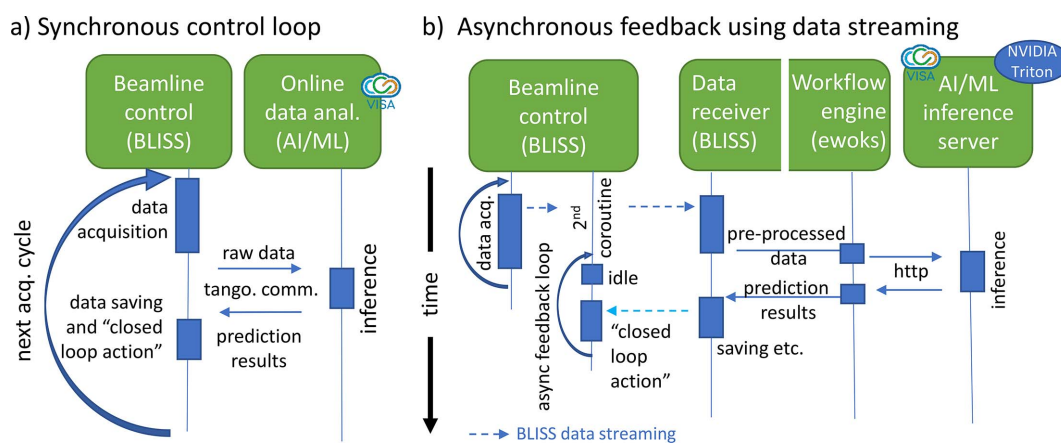 a) Synchronous control loop
Beamline
control
(BLISS)
Online
data anal.
(AI/ML)
VISA
next acq. cycle
data
acquisition
raw data
tango. comm.
inference
data saving
and “closed
loop action”
prediction
results
b) Asynchronous feedback using data streaming
Beamline
control
(BLISS)
Data
receiver
(BLISS)
Workflow
engine
(ewoks)
AI/ML
inference
server
VISA
NVIDIA
Triton
time
data acq.
2nd
coroutine
async feedback loop
idle
“closed
loop
action”
pre-processed
data
http
prediction
results
inference
saving etc.
BLISS data streaming